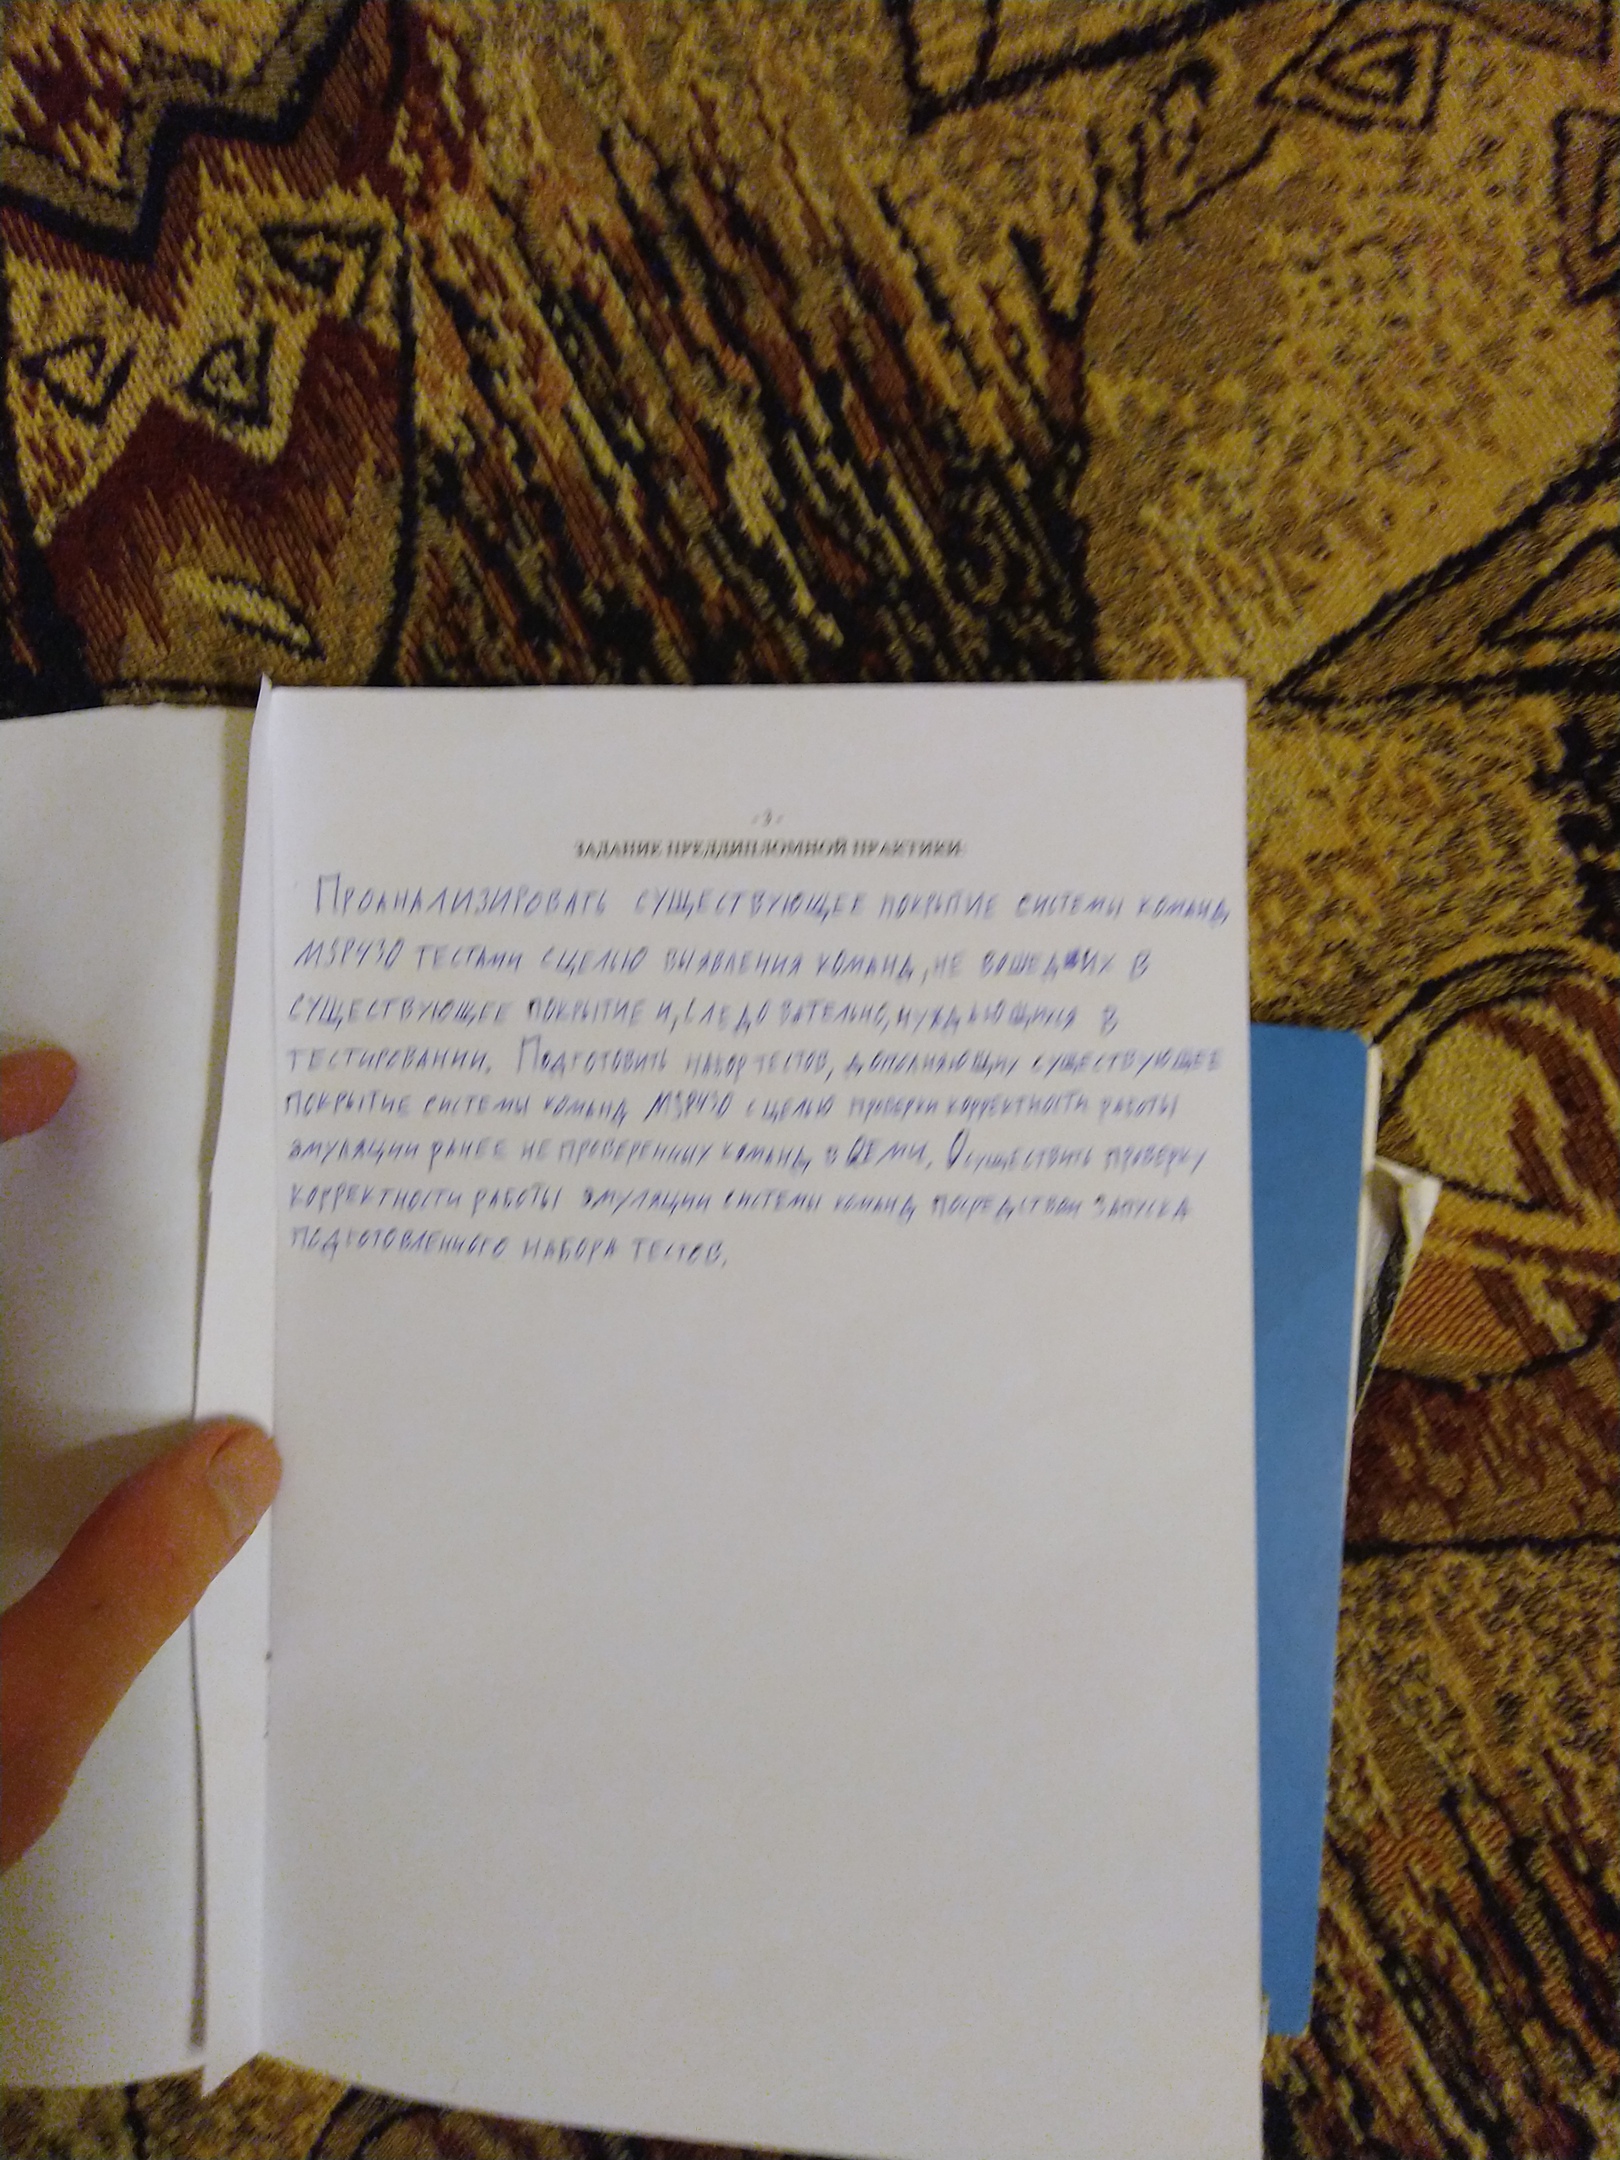 - 3 -
ЗАДАНИЕ ПРЕДДИПЛОМНОЙ ПРАКТИКИ
Проанализировать существующее покрытие системы команд
MSP430 тестами с целью выявления команд, не вошедших в
существующее покрытие и, следовательно, нуждающихся в
тестировании. Подготовить набор тестов, дополняющих существующее
покрытие системы команд MSP430 с целью проверки корректности работы
эмуляции ранее не проверенных команд в QEMU. Осуществить проверку
корректности работы эмуляции системы команд посредством запуска
подготовленного набора тестов.